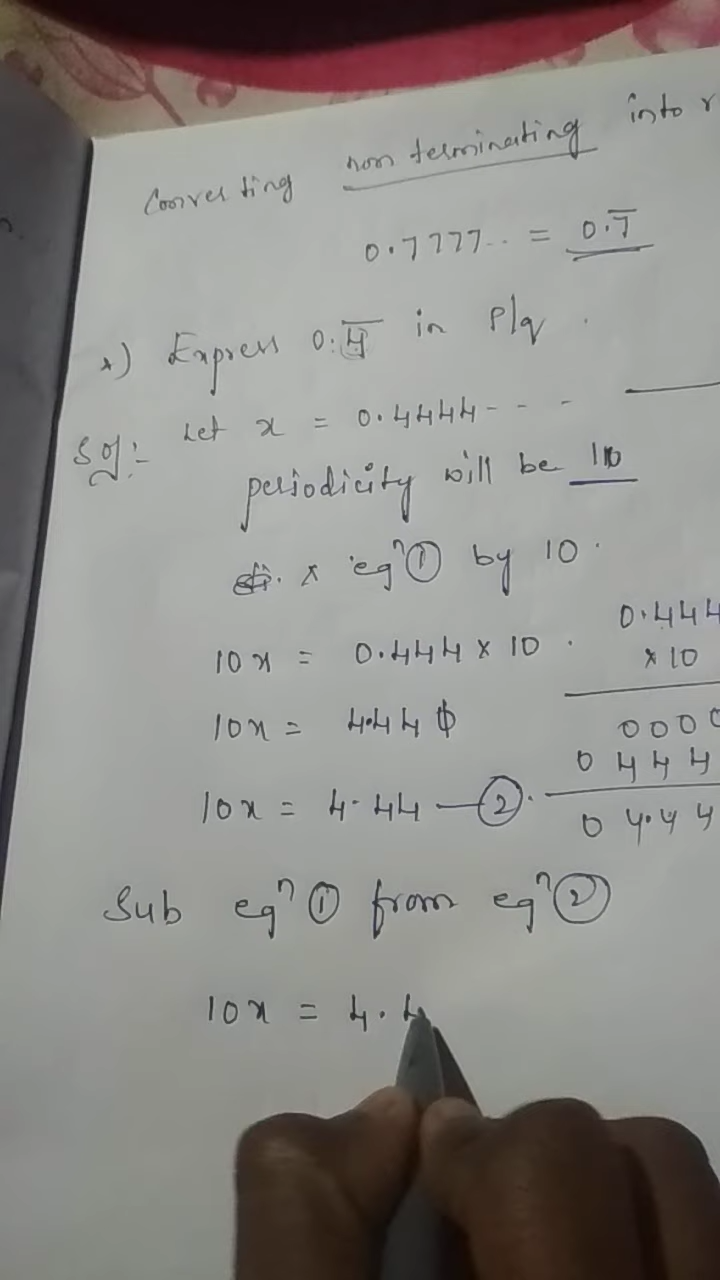 Converting non terminating into r
0.7777.. = 0.7̅
*) Express 0.4̅ in P/q.
Sol:- Let x = 0.4444- - -
periodicity will be 10
x eqⁿ ① by 10.
10x = 0.444 x 10.
10x = 4.44
10x = 4.44 — ②.
0.444
x 10
0000
0444
04.44
Sub eqⁿ ① from eqⁿ ②
10x = 4.4